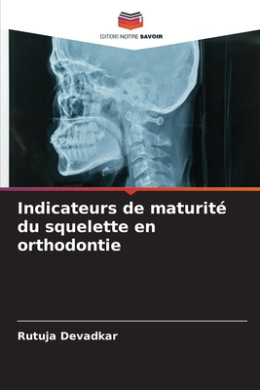 EDITIONS NOTRE SAVOIR
Indicateurs de maturité
du squelette en
orthodontie
Rutuja Devadkar